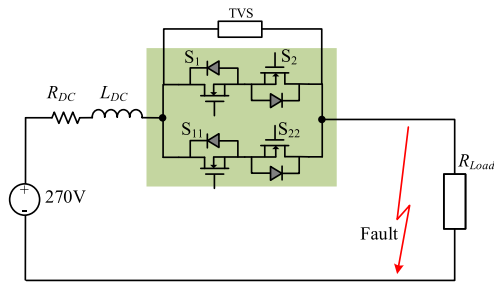 TVS
S1 S2
RDC LDC
S11 S22
RLoad
+
270V
-
Fault